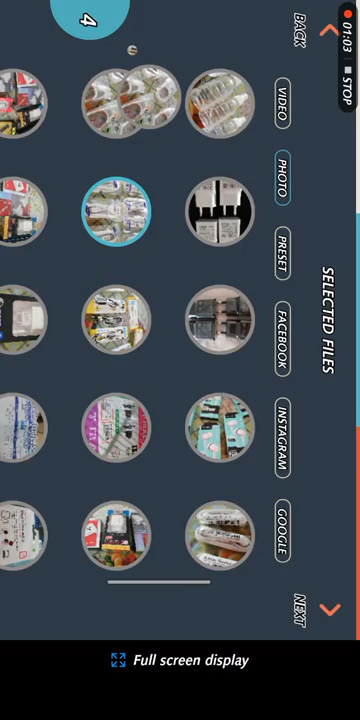 01:03 STOP
BACK
SELECTED FILES
NEXT
VIDEO
PHOTO
PRESET
FACEBOOK
INSTAGRAM
GOOGLE
4
Full screen display